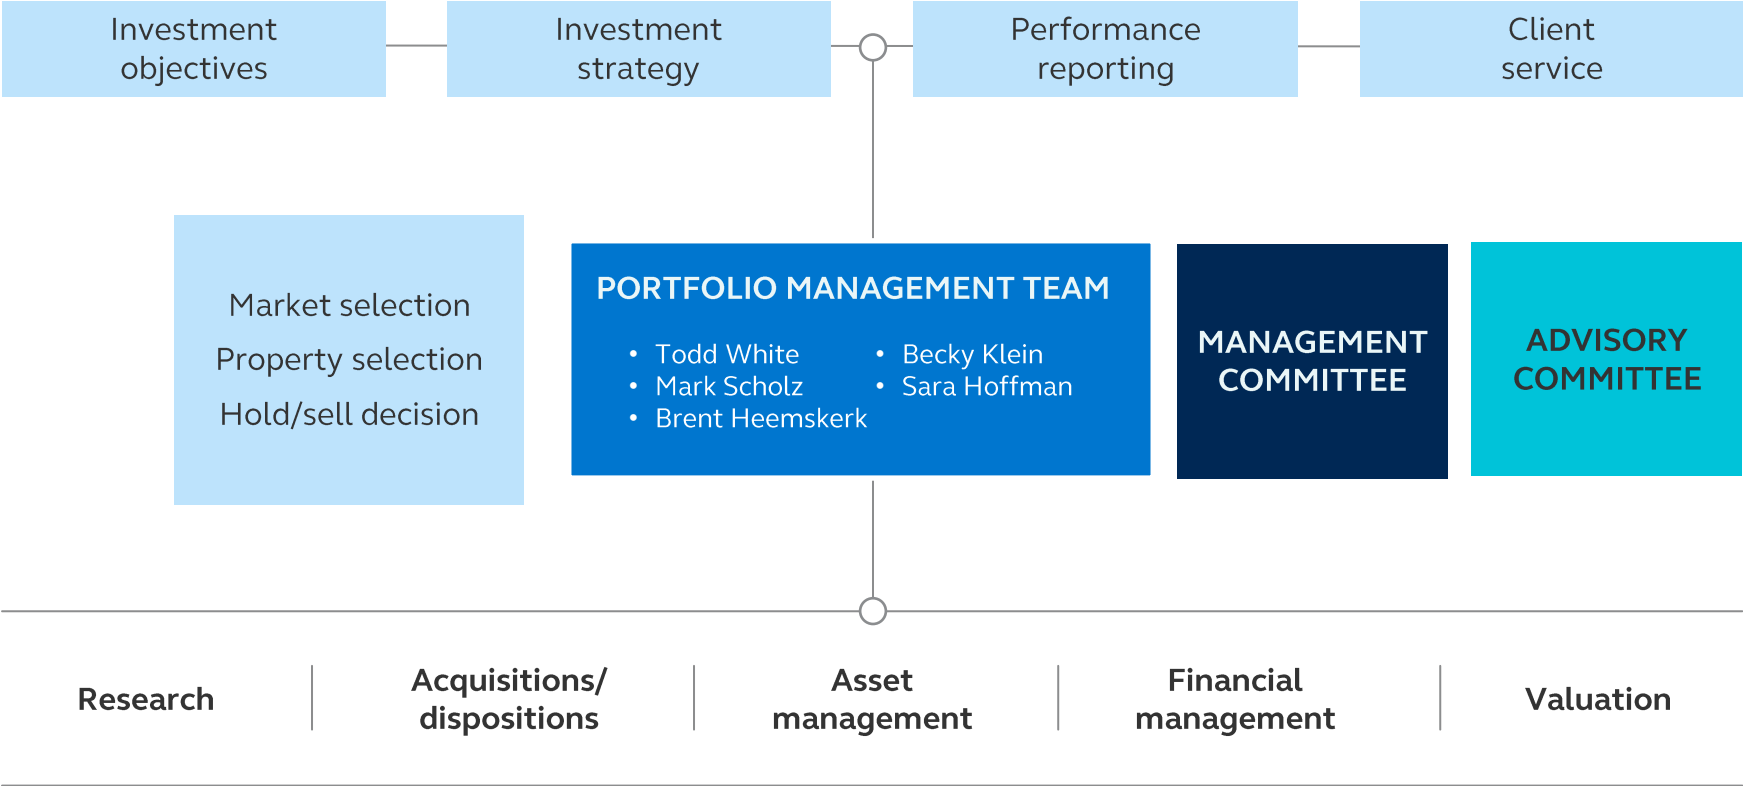 Investment
objectives
Investment
strategy
Performance
reporting
Client
service
Market selection
Property selection
Hold/sell decision
PORTFOLIO MANAGEMENT TEAM
• Todd White
• Mark Scholz
• Brent Heemskerk
• Becky Klein
• Sara Hoffman
MANAGEMENT
COMMITTEE
ADVISORY
COMMITTEE
Research
Acquisitions/
dispositions
Asset
management
Financial
management
Valuation